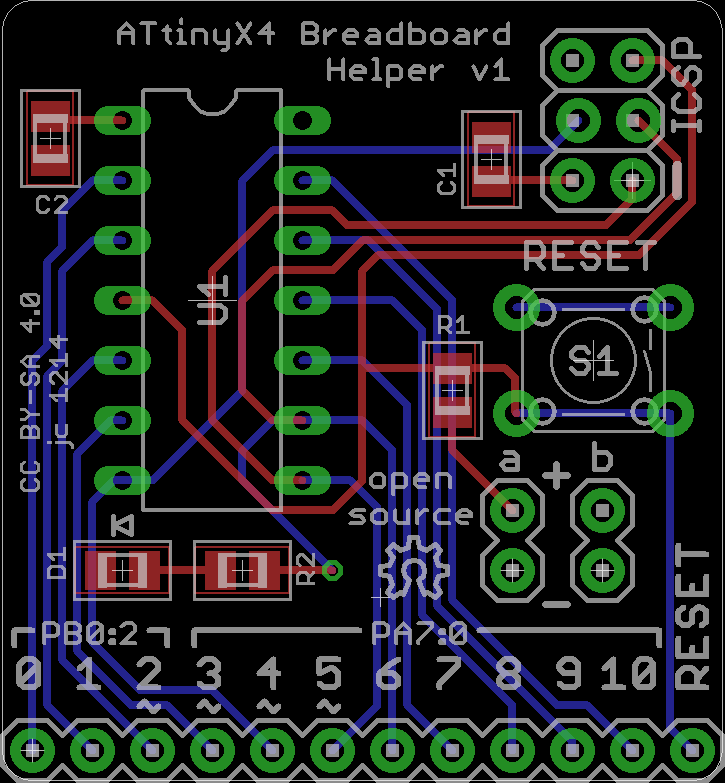 ATtinyX4 Breadboard
Helper v1
ICSP
C1
C2
U1
RESET
R1
S1
CC BY-SA 4.0
jc 1214
a + b
open
source
D1
R2
−
RESET
PB0:2
PA7:0
0 1 2 3 4 5 6 7 8 9 10
~ ~ ~ ~